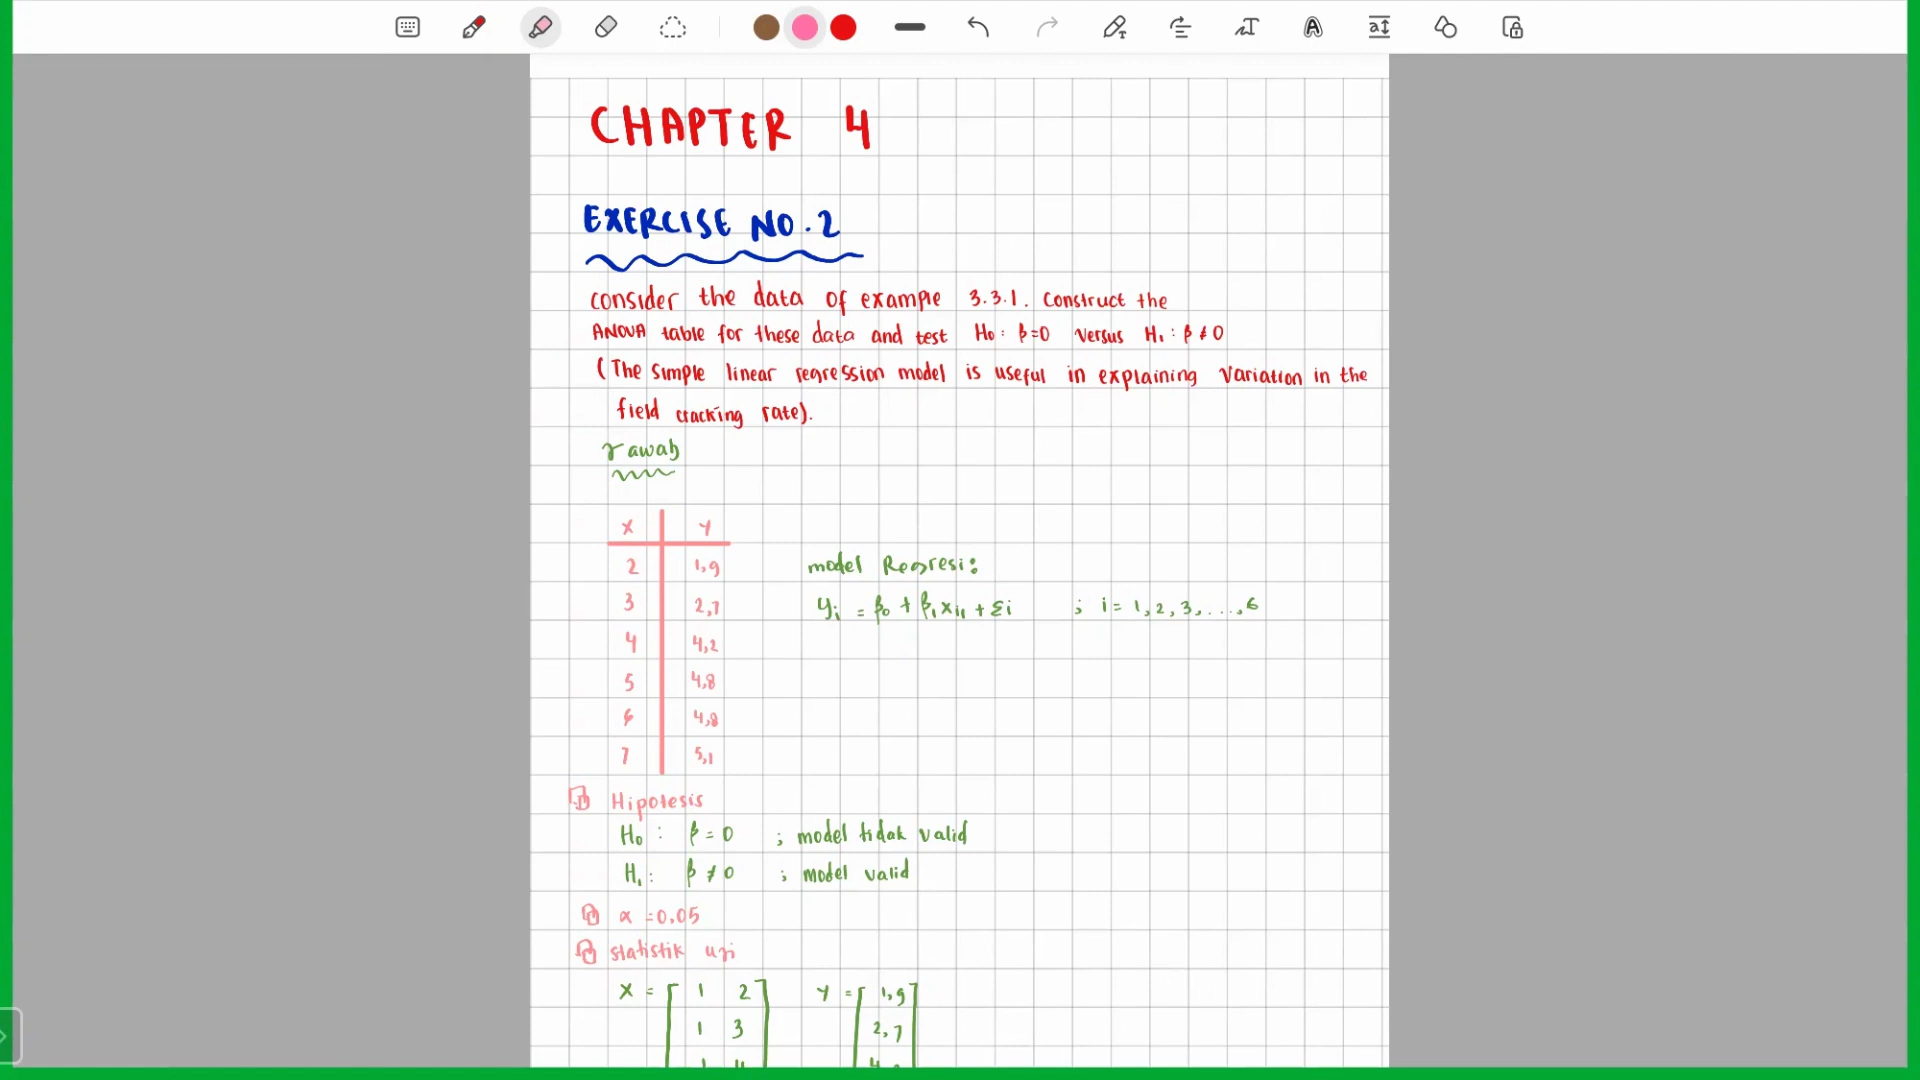 CHAPTER 4
EXERCISE NO.2
consider the data of example 3.3.1. Construct the
ANOVA table for these data and test H₀ : β=0 Versus H₁ : β ≠ 0
(The simple linear regression model is useful in explaining variation in the
field cracking rate).
Jawab
X Y
2 1,9
3 2,7
4 4,2
5 4,8
6 4,8
7 5,1
model Regresi:
yi = β₀ + β₁xi₁ + εi ; i = 1, 2, 3, ..., 6
Hipotesis
H₀ : β = 0 ; model tidak valid
H₁ : β ≠ 0 ; model valid
α = 0,05
statistik uji
X = 1 2 Y = 1,9
1 3 2,7
1 4 4